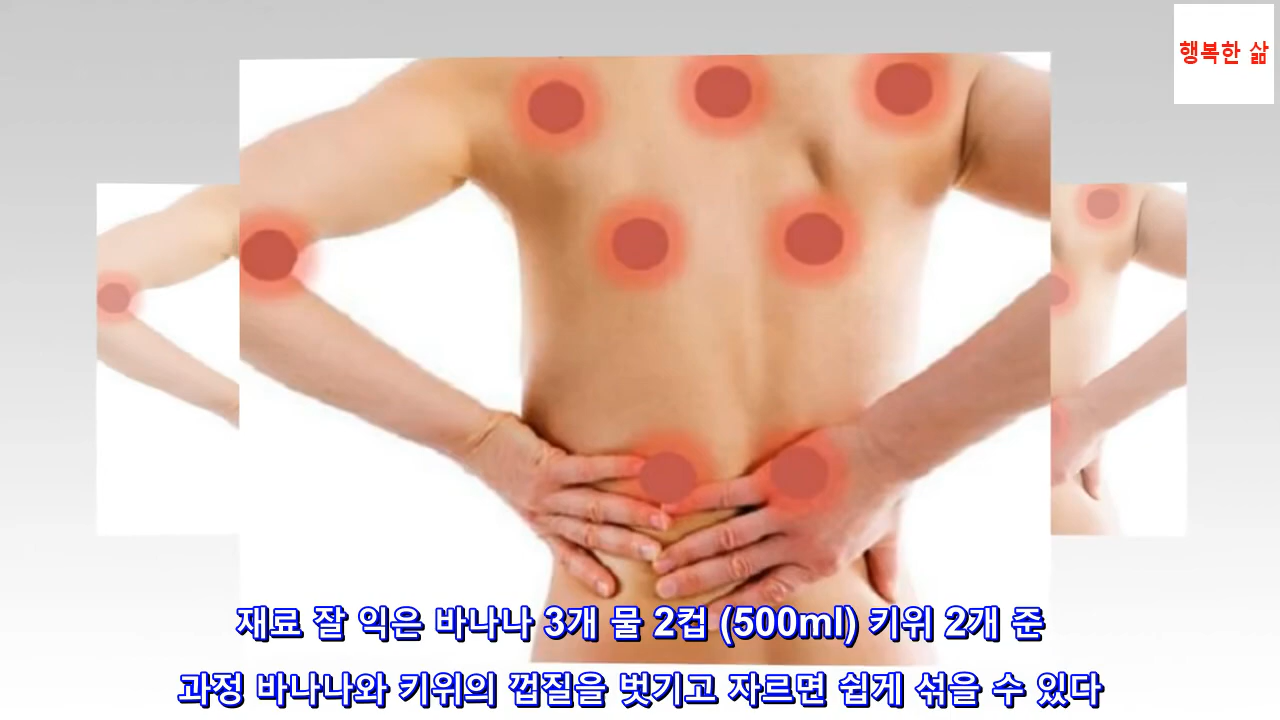 행복한 삶
재료 잘 익은 바나나 3개 물 2컵 (500ml) 키위 2개 준
과정 바나나와 키위의 껍질을 벗기고 자르면 쉽게 섞을 수 있다